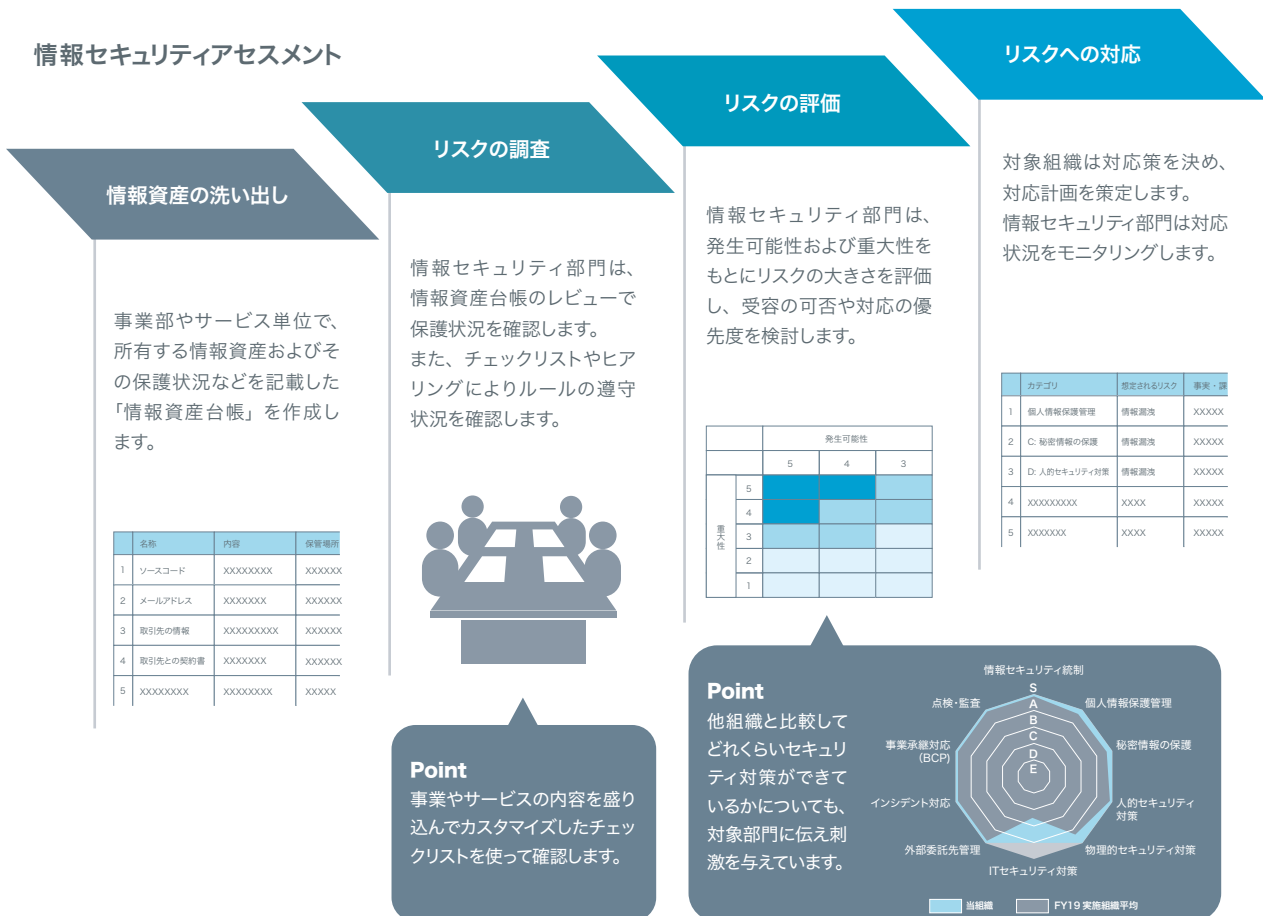 情報セキュリティアセスメント
情報資産の洗い出し
事業部やサービス単位で、
所有する情報資産およびそ
の保護状況などを記載した
「情報資産台帳」を作成し
ます。
名称 内容 保管場所
1 ソースコード XXXXXXXX XXXXXX
2 メールアドレス XXXXXXX XXXXXX
3 取引先の情報 XXXXXXXXX XXXXXX
4 取引先との契約書 XXXXXXX XXXXXX
5 XXXXXXXX XXXXXXXX XXXXX
リスクの調査
情報セキュリティ部門は、
情報資産台帳のレビューで
保護状況を確認します。
また、チェックリストやヒア
リングによりルールの遵守
状況を確認します。
Point
事業やサービスの内容を盛り
込んでカスタマイズしたチェッ
クリストを使って確認します。
リスクの評価
情報セキュリティ部門は、
発生可能性および重大性を
もとにリスクの大きさを評価
し、受容の可否や対応の優
先度を検討します。
発生可能性
5 4 3
重大性
5
4
3
2
1
Point
他組織と比較して
どれくらいセキュリ
ティ対策ができて
いるかについても、
対象部門に伝え刺
激を与えています。
情報セキュリティ統制
個人情報保護管理
秘密情報の保護
人的セキュリティ
対策
物理的セキュリティ対策
ITセキュリティ対策
外部委託先管理
インシデント対応
事業承継対応
(BCP)
点検・監査
S
A
B
C
D
E
当組織 FY19 実施組織平均
リスクへの対応
対象組織は対応策を決め、
対応計画を策定します。
情報セキュリティ部門は対応
状況をモニタリングします。
カテゴリ 想定されるリスク 事実・課
1 個人情報保護管理 情報漏洩 XXXXX
2 C: 秘密情報の保護 情報漏洩 XXXXX
3 D: 人的セキュリティ対策 情報漏洩 XXXXX
4 XXXXXXXXX XXXX XXXXX
5 XXXXXXX XXXX XXXXX